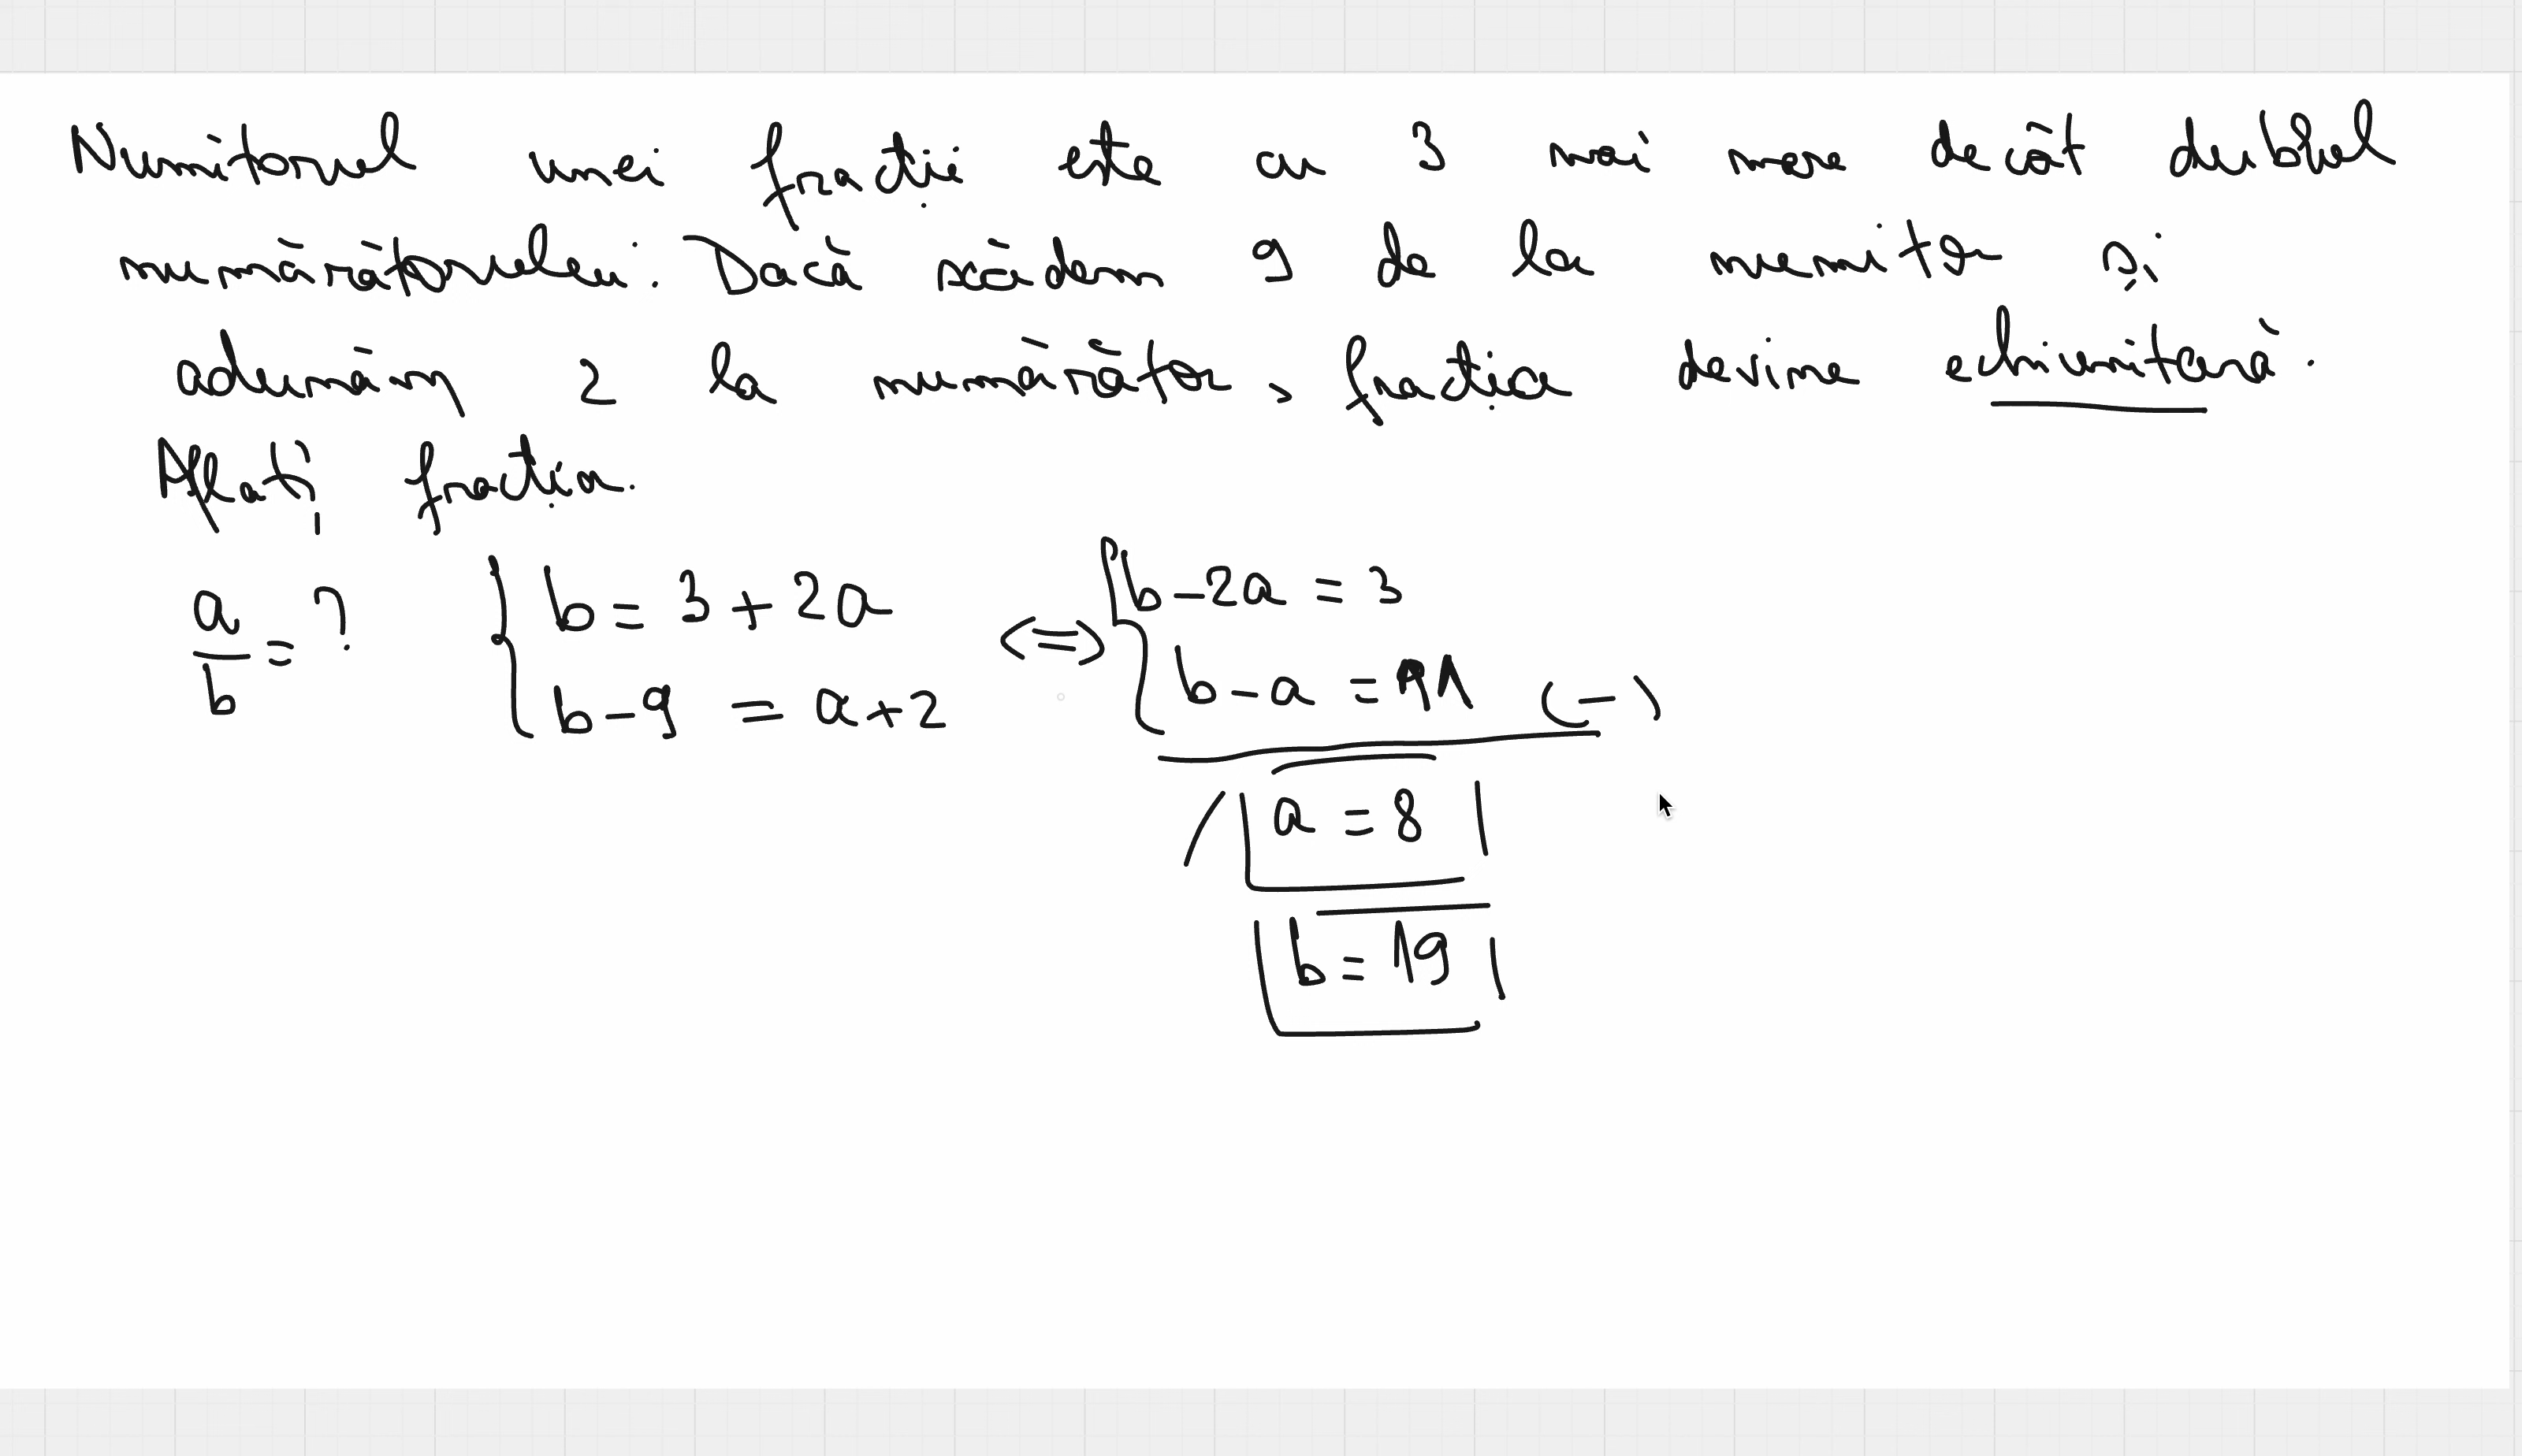 Numitorul unei fracții este cu 3 mai mare decât dublul
numărătorului. Dacă scădem 9 de la numitor și
adunăm 2 la numărător, fracția devine echiunitară.
Aflați fracția.
a/b = ?
{ b = 3 + 2a
b - 9 = a + 2
<=>
{ b - 2a = 3
b - a = 11 (-)
a = 8
b = 19